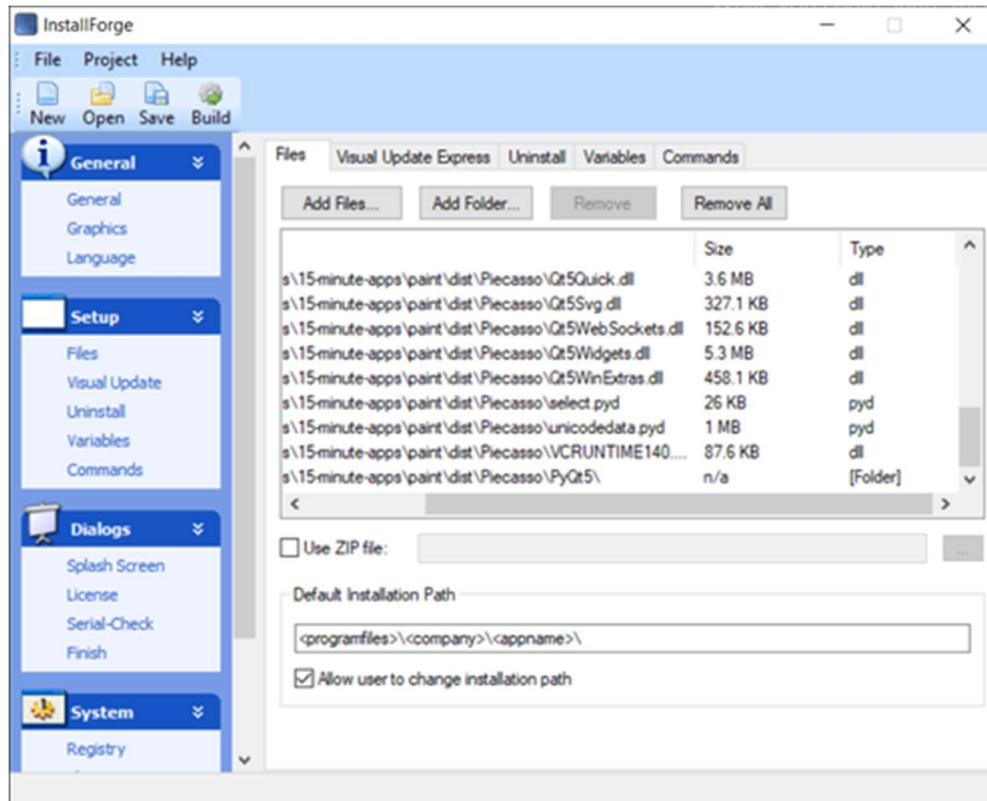 InstallForge
File Project Help
New Open Save Build
General
General
Graphics
Language
Setup
Files
Visual Update
Uninstall
Variables
Commands
Dialogs
Splash Screen
License
Serial-Check
Finish
System
Registry
Files Visual Update Express Uninstall Variables Commands
Add Files... Add Folder... Remove Remove All
Size Type
s\15-minute-apps\paint\dist\Piecasso\Qt5Quick.dll 3.6 MB dll
s\15-minute-apps\paint\dist\Piecasso\Qt5Svg.dll 327.1 KB dll
s\15-minute-apps\paint\dist\Piecasso\Qt5WebSockets.dll 152.6 KB dll
s\15-minute-apps\paint\dist\Piecasso\Qt5Widgets.dll 5.3 MB dll
s\15-minute-apps\paint\dist\Piecasso\Qt5WinExtras.dll 458.1 KB dll
s\15-minute-apps\paint\dist\Piecasso\select.pyd 26 KB pyd
s\15-minute-apps\paint\dist\Piecasso\unicodedata.pyd 1 MB pyd
s\15-minute-apps\paint\dist\Piecasso\VCRUNTIME140.... 87.6 KB dll
s\15-minute-apps\paint\dist\Piecasso\PyQt5\ n/a [Folder]
Use ZIP file: ...
Default Installation Path
<programfiles>\<company>\<appname>\
Allow user to change installation path